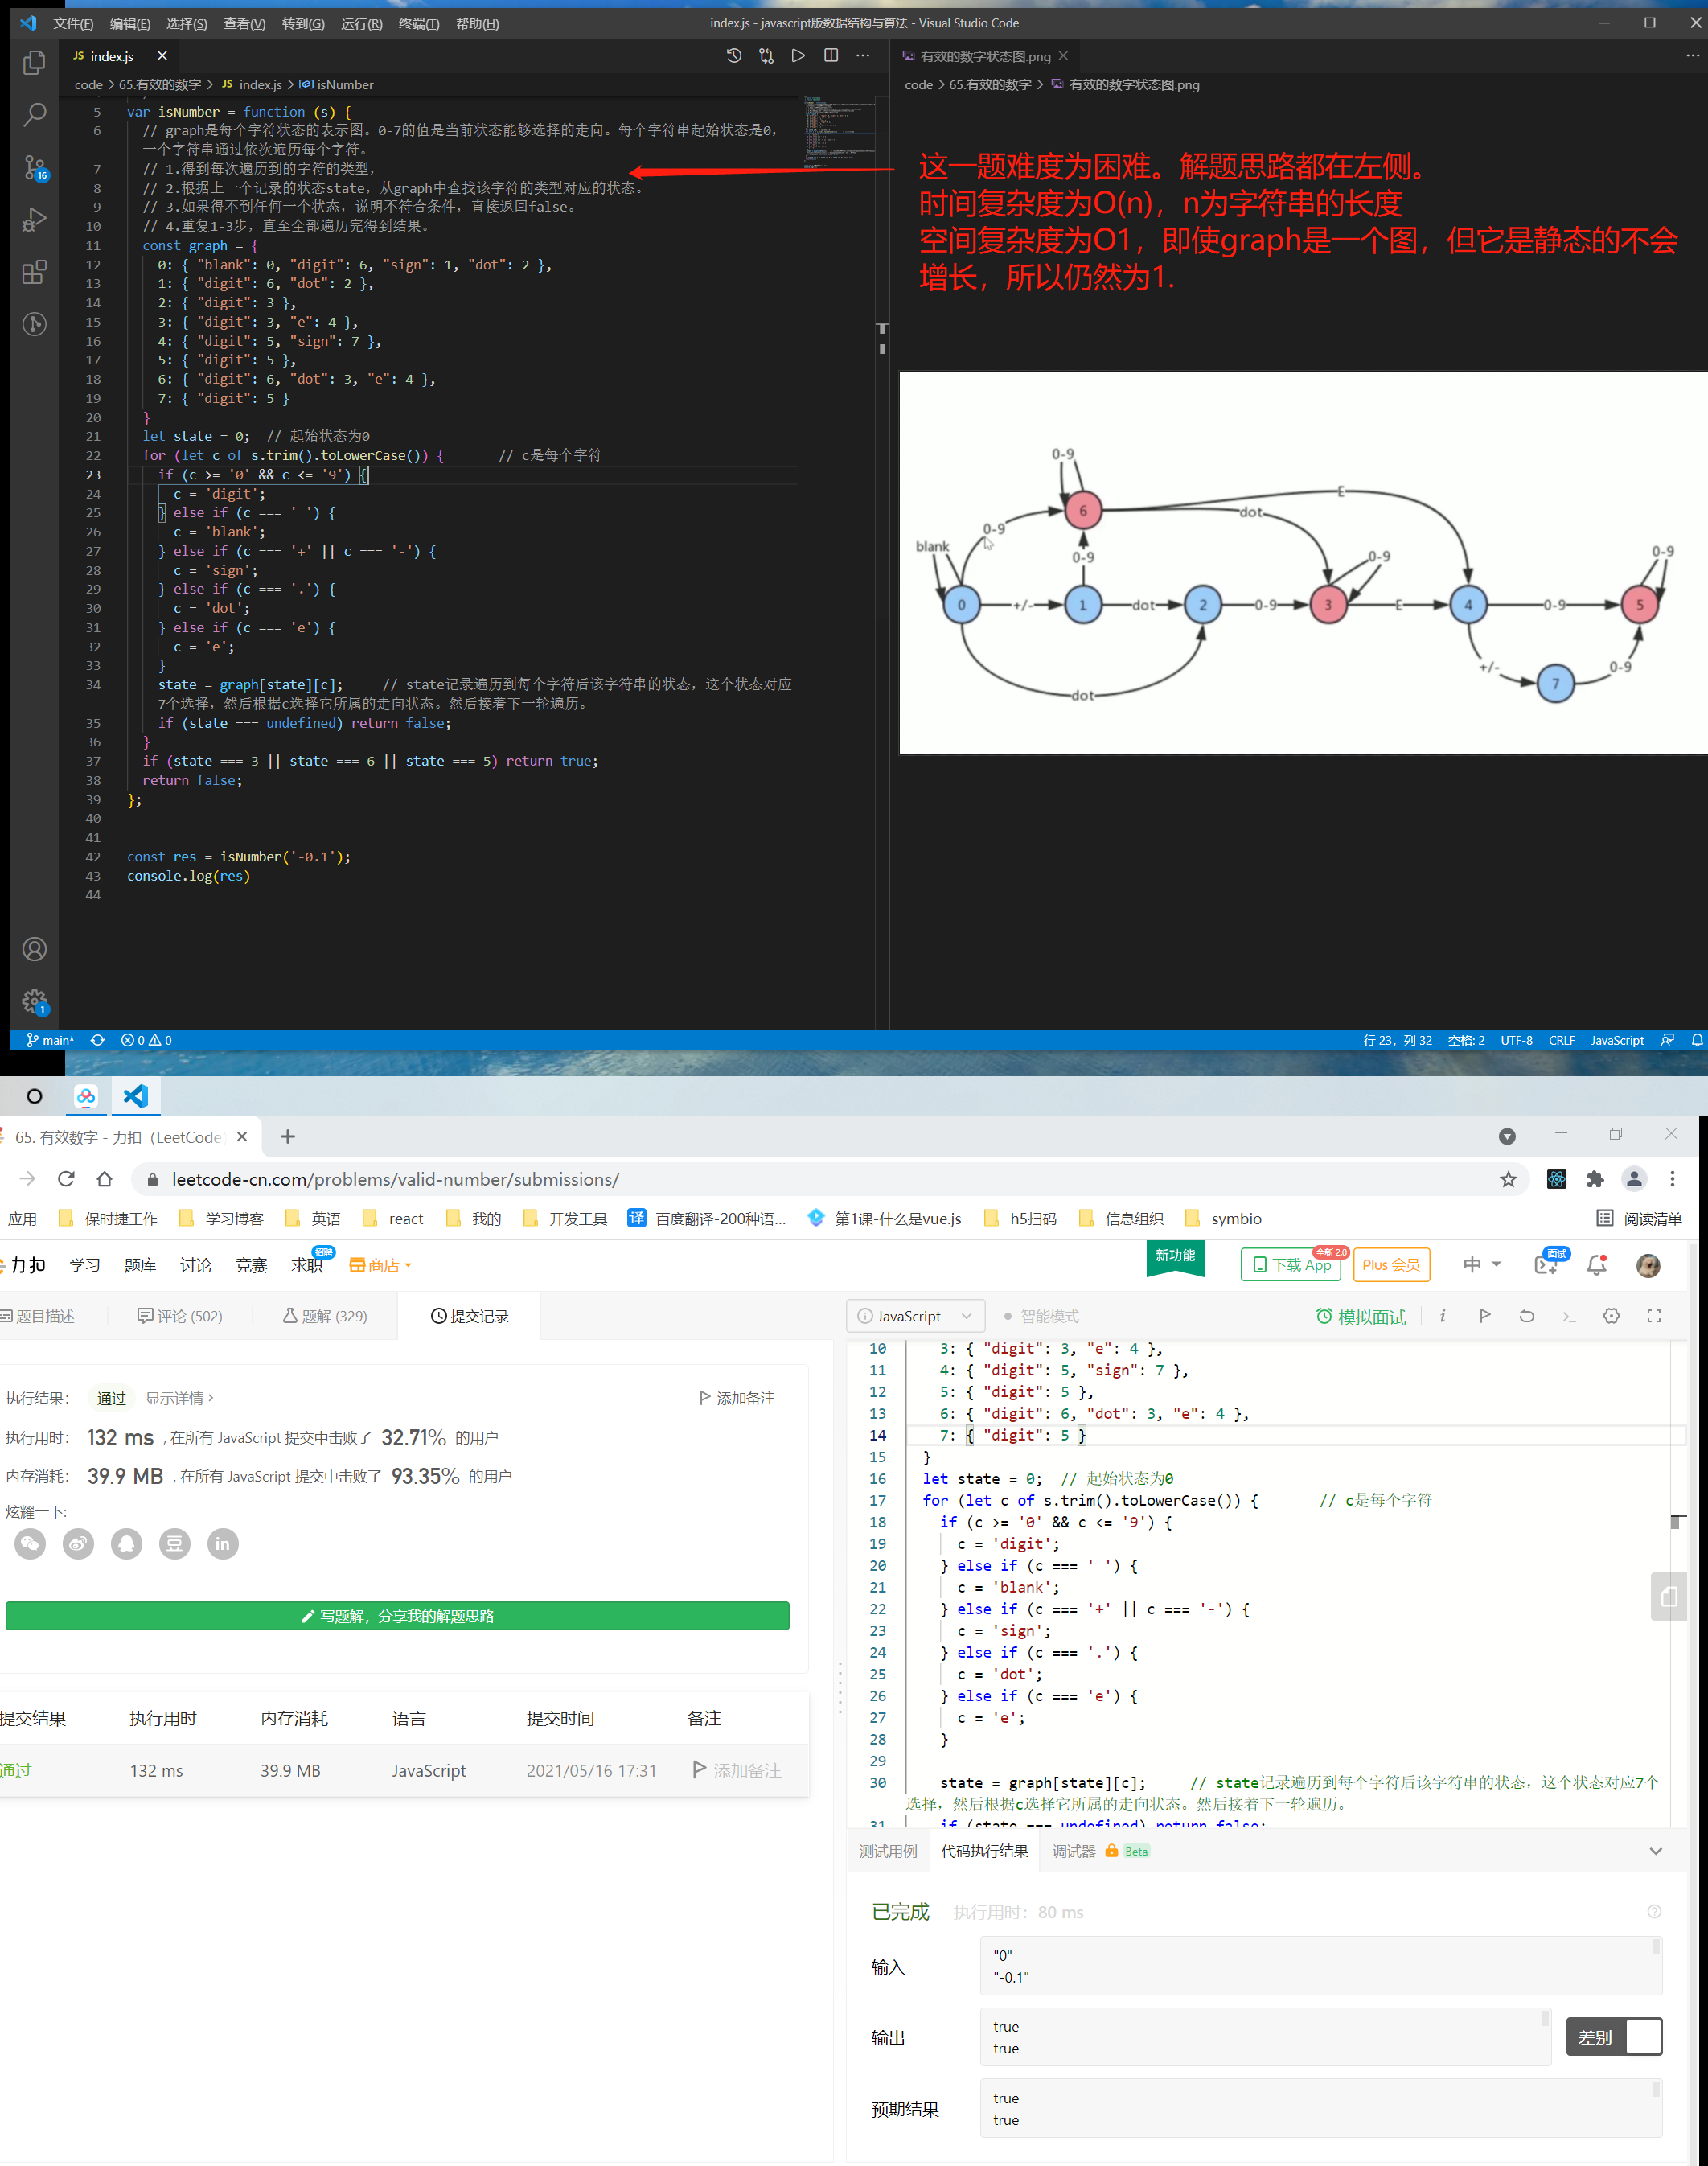 文件(F) 编辑(E) 选择(S) 查看(V) 转到(G) 运行(R) 终端(T) 帮助(H) index.js - javascript版数据结构与算法 - Visual Studio Code
JS index.js
code > 65.有效的数字 > JS index.js > isNumber
5 var isNumber = function (s) {
6 // graph是每个字符状态的表示图。0-7的值是当前状态能够选择的走向。每个字符串起始状态是0，
一个字符串通过依次遍历每个字符。
7 // 1.得到每次遍历到的字符的类型，
8 // 2.根据上一个记录的状态state，从graph中查找该字符的类型对应的状态。
9 // 3.如果得不到任何一个状态，说明不符合条件，直接返回false。
10 // 4.重复1-3步，直至全部遍历完得到结果。
11 const graph = {
12 0: { "blank": 0, "digit": 6, "sign": 1, "dot": 2 },
13 1: { "digit": 6, "dot": 2 },
14 2: { "digit": 3 },
15 3: { "digit": 3, "e": 4 },
16 4: { "digit": 5, "sign": 7 },
17 5: { "digit": 5 },
18 6: { "digit": 6, "dot": 3, "e": 4 },
19 7: { "digit": 5 }
20 }
21 let state = 0; // 起始状态为0
22 for (let c of s.trim().toLowerCase()) { // c是每个字符
23 if (c >= '0' && c <= '9') {
24 c = 'digit';
25 } else if (c === ' ') {
26 c = 'blank';
27 } else if (c === '+' || c === '-') {
28 c = 'sign';
29 } else if (c === '.') {
30 c = 'dot';
31 } else if (c === 'e') {
32 c = 'e';
33 }
34 state = graph[state][c]; // state记录遍历到每个字符后该字符串的状态，这个状态对应
7个选择，然后根据c选择它所属的走向状态。然后接着下一轮遍历。
35 if (state === undefined) return false;
36 }
37 if (state === 3 || state === 6 || state === 5) return true;
38 return false;
39 };
40
41
42 const res = isNumber('-0.1');
43 console.log(res)
44
16
1
有效的数字状态图.png
code > 65.有效的数字 > 有效的数字状态图.png
这一题难度为困难。解题思路都在左侧。
时间复杂度为O(n)，n为字符串的长度
空间复杂度为O1，即使graph是一个图，但它是静态的不会
增长，所以仍然为1.
0-9
6
E
dot
0-9
blank
0-9
0-9
0-9
0 +/- 1 dot 2 0-9 3 E 4 0-9 5
+/-
0-9
7
dot
main* 0 0 行 23，列 32 空格: 2 UTF-8 CRLF JavaScript
65. 有效数字 - 力扣（LeetCode
leetcode-cn.com/problems/valid-number/submissions/
应用 保时捷工作 学习博客 英语 react 我的 开发工具 译 百度翻译-200种语... 第1课-什么是vue.js h5扫码 信息组织 symbio 阅读清单
力扣 学习 题库 讨论 竞赛 求职 招聘 商店 新功能 下载 App 全新 2.0 Plus 会员 中 面试
题目描述 评论 (502) 题解 (329) 提交记录
执行结果： 通过 显示详情 > 添加备注
执行用时： 132 ms , 在所有 JavaScript 提交中击败了 32.71% 的用户
内存消耗： 39.9 MB , 在所有 JavaScript 提交中击败了 93.35% 的用户
炫耀一下:
豆 in
写题解，分享我的解题思路
提交结果 执行用时 内存消耗 语言 提交时间 备注
通过 132 ms 39.9 MB JavaScript 2021/05/16 17:31 添加备注
JavaScript 智能模式 模拟面试 i
10 3: { "digit": 3, "e": 4 },
11 4: { "digit": 5, "sign": 7 },
12 5: { "digit": 5 },
13 6: { "digit": 6, "dot": 3, "e": 4 },
14 7: { "digit": 5 }
15 }
16 let state = 0; // 起始状态为0
17 for (let c of s.trim().toLowerCase()) { // c是每个字符
18 if (c >= '0' && c <= '9') {
19 c = 'digit';
20 } else if (c === ' ') {
21 c = 'blank';
22 } else if (c === '+' || c === '-') {
23 c = 'sign';
24 } else if (c === '.') {
25 c = 'dot';
26 } else if (c === 'e') {
27 c = 'e';
28 }
29
30 state = graph[state][c]; // state记录遍历到每个字符后该字符串的状态，这个状态对应7个
选择，然后根据c选择它所属的走向状态。然后接着下一轮遍历。
31 if (state === undefined) return false;
测试用例 代码执行结果 调试器 Beta
已完成 执行用时：80 ms
输入
"0"
"-0.1"
输出
true
true
差别
预期结果
true
true